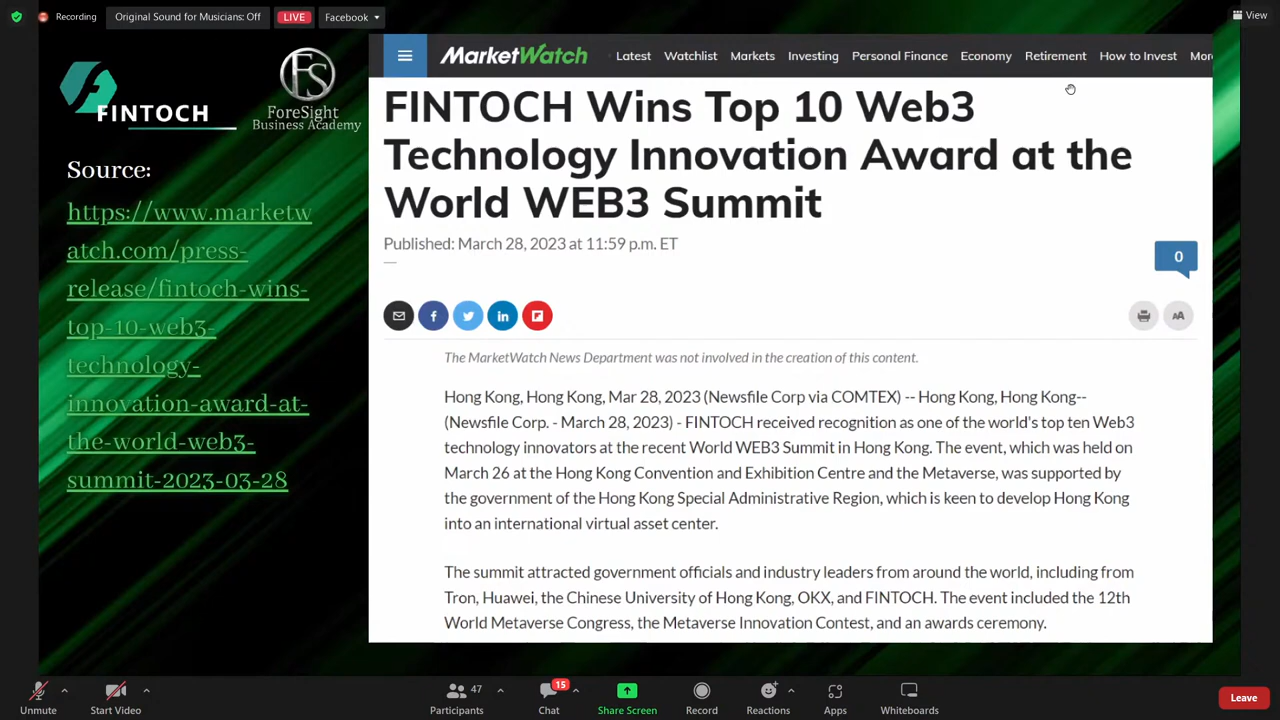 Recording
Original Sound for Musicians: Off
LIVE
Facebook
View
FINTOCH
FS
ForeSight
Business Academy
Source:
https://www.marketw
atch.com/press-
release/fintoch-wins-
top-10-web3-
technology-
innovation-award-at-
the-world-web3-
summit-2023-03-28
MarketWatch
Latest Watchlist Markets Investing Personal Finance Economy Retirement How to Invest More
FINTOCH Wins Top 10 Web3
Technology Innovation Award at the
World WEB3 Summit
Published: March 28, 2023 at 11:59 p.m. ET
0
AA
The MarketWatch News Department was not involved in the creation of this content.
Hong Kong, Hong Kong, Mar 28, 2023 (Newsfile Corp via COMTEX) -- Hong Kong, Hong Kong--
(Newsfile Corp. - March 28, 2023) - FINTOCH received recognition as one of the world's top ten Web3
technology innovators at the recent World WEB3 Summit in Hong Kong. The event, which was held on
March 26 at the Hong Kong Convention and Exhibition Centre and the Metaverse, was supported by
the government of the Hong Kong Special Administrative Region, which is keen to develop Hong Kong
into an international virtual asset center.
The summit attracted government officials and industry leaders from around the world, including from
Tron, Huawei, the Chinese University of Hong Kong, OKX, and FINTOCH. The event included the 12th
World Metaverse Congress, the Metaverse Innovation Contest, and an awards ceremony.
Unmute
Start Video
47
Participants
15
Chat
Share Screen
Record
Reactions
Apps
Whiteboards
Leave